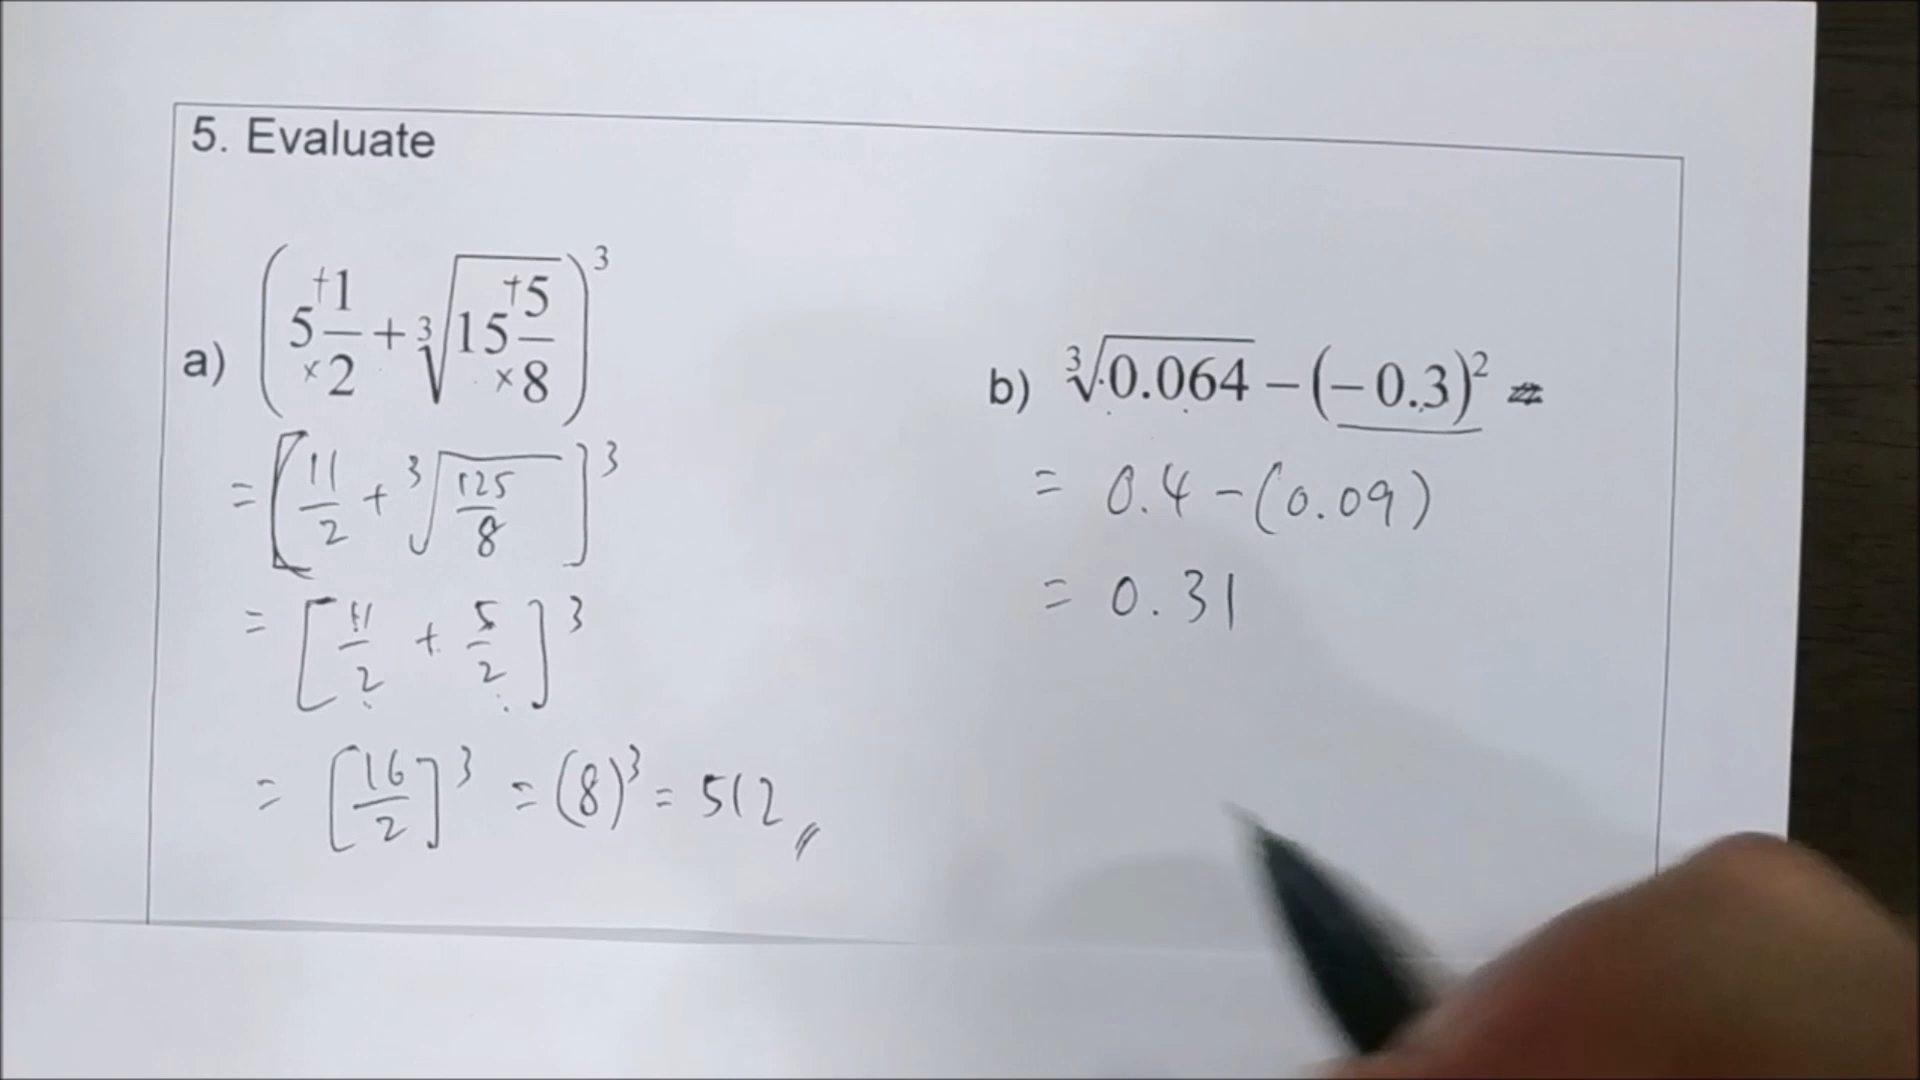 5. Evaluate
a) (5 +1/×2 + ∛(15 +5/×8))³
= [11/2 + ∛(125/8)]³
= [11/2 + 5/2]³
= [16/2]³ = (8)³ = 512
b) ∛0.064 − (−0.3)²
= 0.4 − (0.09)
= 0.31